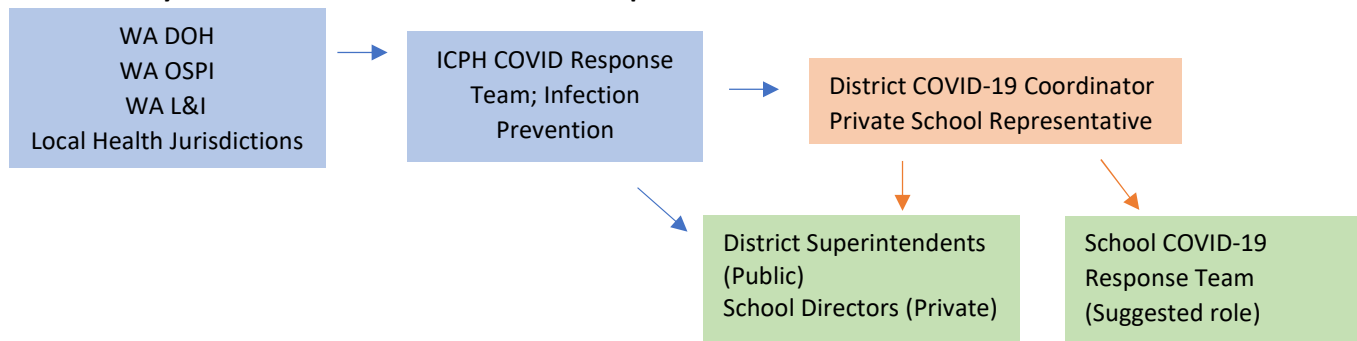 WA DOH
WA OSPI
WA L&I
Local Health Jurisdictions
ICPH COVID Response
Team; Infection
Prevention
District COVID-19 Coordinator
Private School Representative
District Superintendents
(Public)
School Directors (Private)
School COVID-19
Response Team
(Suggested role)